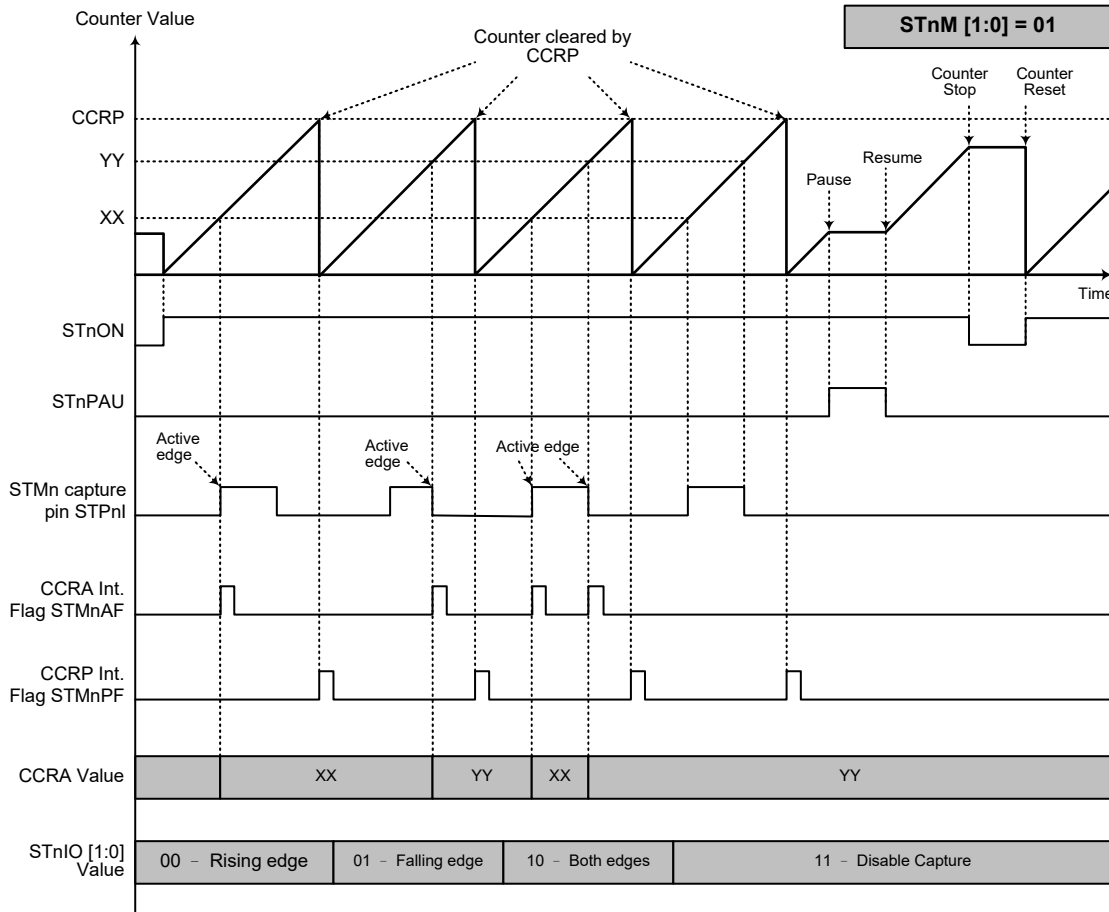 Counter Value
STnM [1:0] = 01
Counter cleared by
CCRP
Counter
Stop
Counter
Reset
CCRP
YY
Resume
Pause
XX
Time
STnON
STnPAU
Active
edge
Active
edge
Active edge
STMn capture
pin STPnI
CCRA Int.
Flag STMnAF
CCRP Int.
Flag STMnPF
CCRA Value
XX
YY
XX
YY
STnIO [1:0]
Value
00 – Rising edge
01 – Falling edge
10 – Both edges
11 – Disable Capture